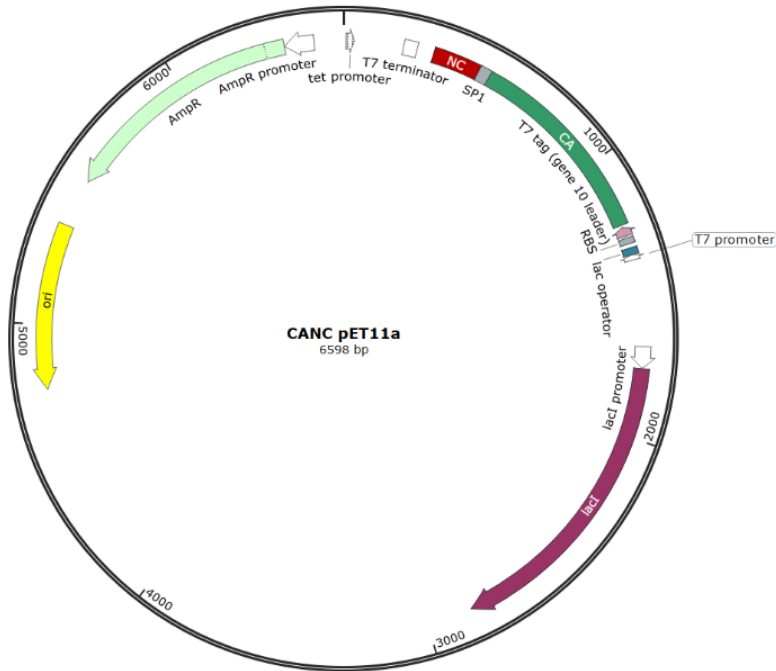 6000
AmpR promoter
AmpR
tet promoter
T7 terminator
NC
SP1
CA
1000
T7 tag (gene 10 leader)
RBS
T7 promoter
lac operator
lacI promoter
2000
lacI
3000
4000
5000
ori
CANC pET11a
6598 bp